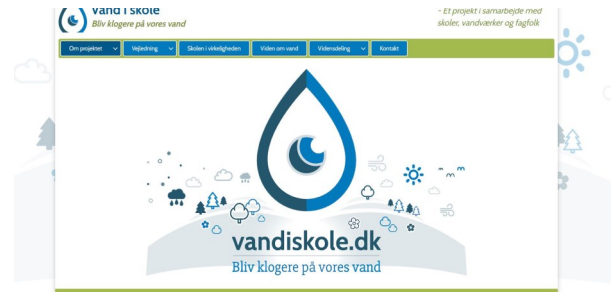 Vand i skole
Bliv klogere på vores vand
- Et projekt i samarbejde med
skoler, vandværker og fagfolk
Om projektet
Vejledning
Skolen i virkeligheden
Viden om vand
Vidensdeling
Kontakt
vandiskole.dk
Bliv klogere på vores vand